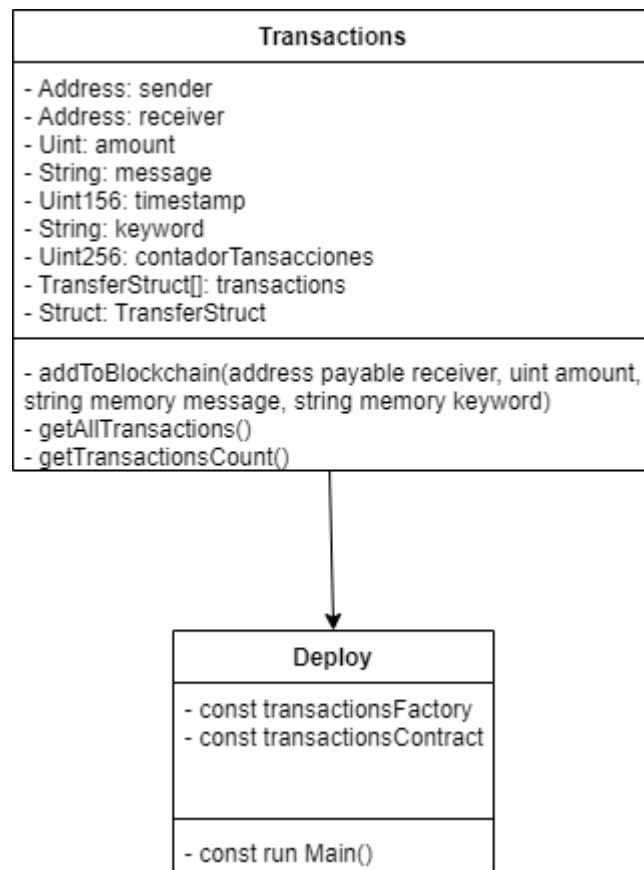 Transactions
- Address: sender
- Address: receiver
- Uint: amount
- String: message
- Uint156: timestamp
- String: keyword
- Uint256: contadorTansacciones
- TransferStruct[]: transactions
- Struct: TransferStruct
- addToBlockchain(address payable receiver, uint amount,
string memory message, string memory keyword)
- getAllTransactions()
- getTransactionsCount()
Deploy
- const transactionsFactory
- const transactionsContract
- const run Main()